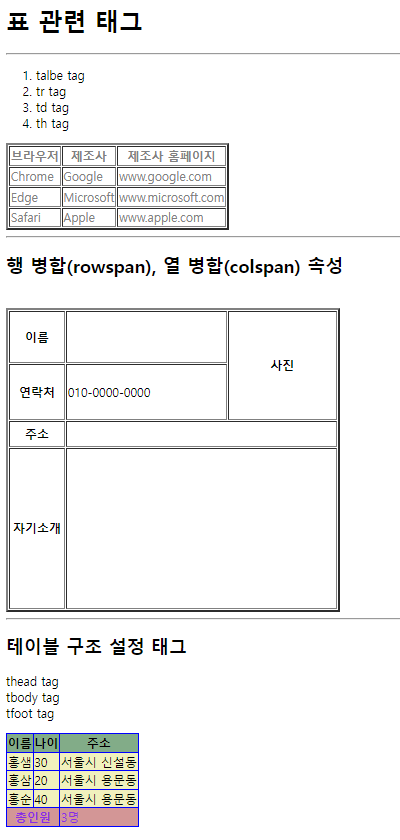 표 관련 태그
1. talbe tag
2. tr tag
3. td tag
4. th tag
브라우저 제조사 제조사 홈페이지
Chrome Google www.google.com
Edge Microsoft www.microsoft.com
Safari Apple www.apple.com
행 병합(rowspan), 열 병합(colspan) 속성
이름
사진
연락처 010-0000-0000
주소
자기소개
테이블 구조 설정 태그
thead tag
tbody tag
tfoot tag
이름 나이 주소
홍샘 30 서울시 신설동
홍삼 20 서울시 용문동
홍순 40 서울시 용문동
총인원 3명